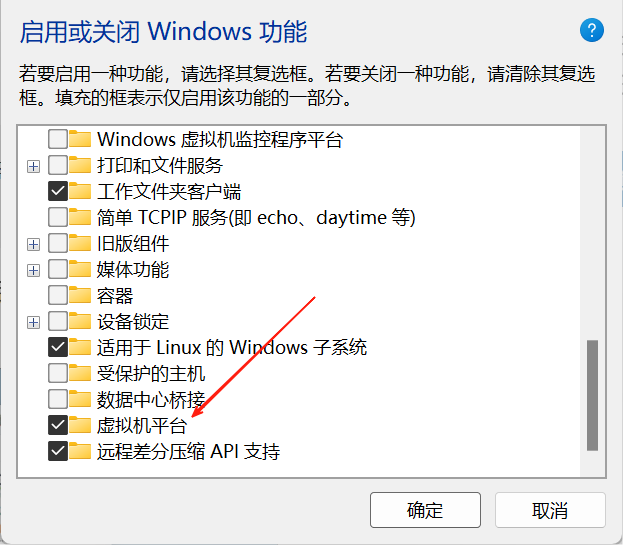 启用或关闭 Windows 功能
?
若要启用一种功能，请选择其复选框。若要关闭一种功能，请清除其复选
框。填充的框表示仅启用该功能的一部分。
Windows 虚拟机监控程序平台
打印和文件服务
工作文件夹客户端
简单 TCPIP 服务(即 echo、daytime 等)
旧版组件
媒体功能
容器
设备锁定
适用于 Linux 的 Windows 子系统
受保护的主机
数据中心桥接
虚拟机平台
远程差分压缩 API 支持
确定
取消